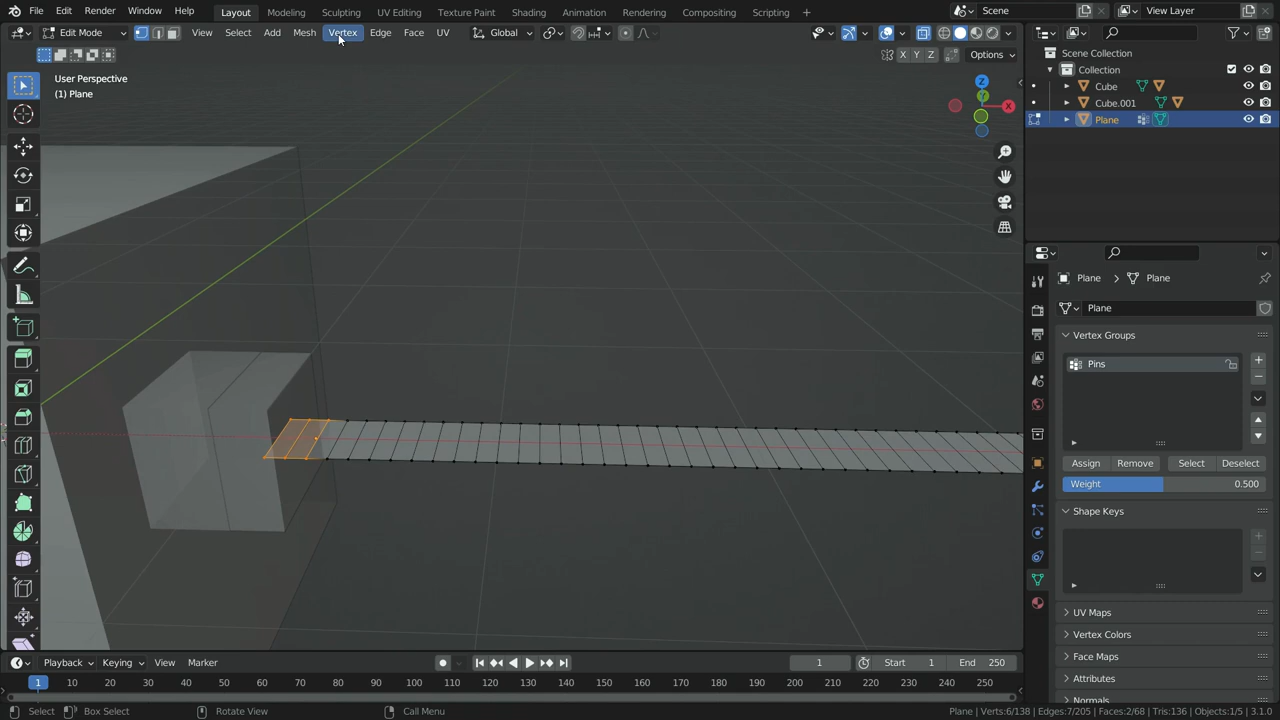 File Edit Render Window Help Layout Modeling Sculpting UV Editing Texture Paint Shading Animation Rendering Compositing Scripting + Scene View Layer
Edit Mode View Select Add Mesh Vertex Edge Face UV Global
X Y Z Options
User Perspective
(1) Plane
Z
Y
X
Scene Collection
Collection
Cube
Cube.001
Plane
Plane > Plane
Plane
Vertex Groups
Pins
Assign Remove Select Deselect
Weight 0.500
Shape Keys
UV Maps
Vertex Colors
Face Maps
Attributes
Normals
Playback Keying View Marker 1 Start 1 End 250
1 10 20 30 40 50 60 70 80 90 100 110 120 130 140 150 160 170 180 190 200 210 220 230 240 250
Select Box Select Rotate View Call Menu Plane | Verts:6/138 | Edges:7/205 | Faces:2/68 | Tris:136 | Objects:1/5 | 3.1.0